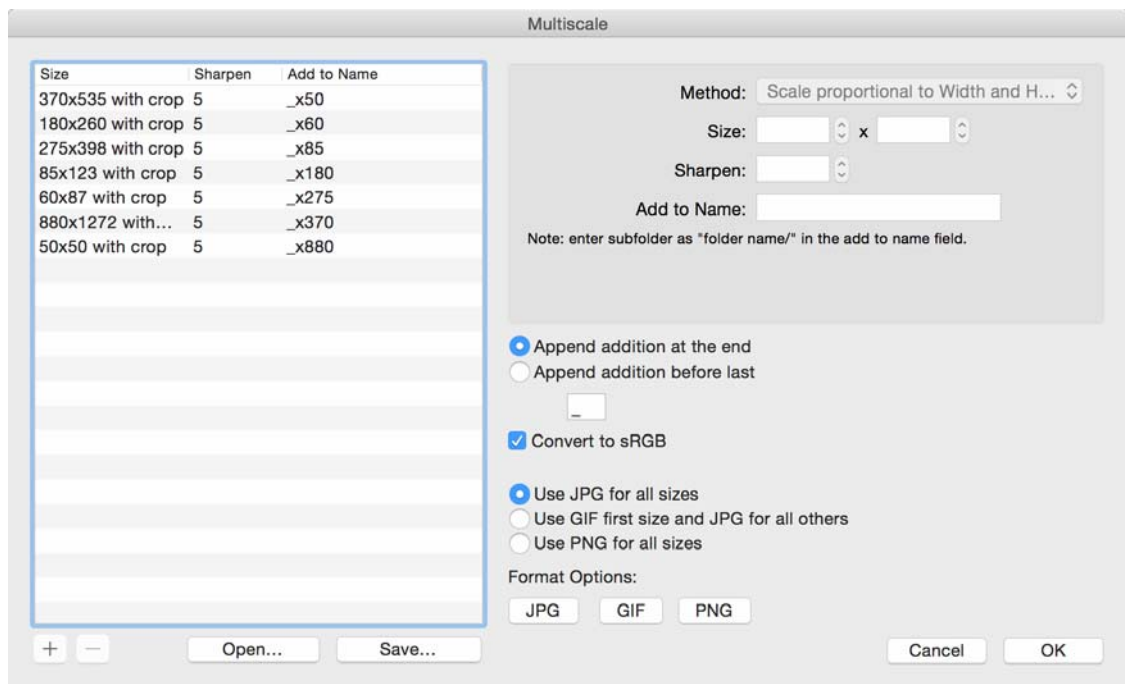 Multiscale
Size Sharpen Add to Name
370x535 with crop 5 _x50
180x260 with crop 5 _x60
275x398 with crop 5 _x85
85x123 with crop 5 _x180
60x87 with crop 5 _x275
880x1272 with... 5 _x370
50x50 with crop 5 _x880
+ −
Open...
Save...
Method: Scale proportional to Width and H...
Size: x
Sharpen:
Add to Name:
Note: enter subfolder as "folder name/" in the add to name field.
Append addition at the end
Append addition before last
_
Convert to sRGB
Use JPG for all sizes
Use GIF first size and JPG for all others
Use PNG for all sizes
Format Options:
JPG GIF PNG
Cancel OK